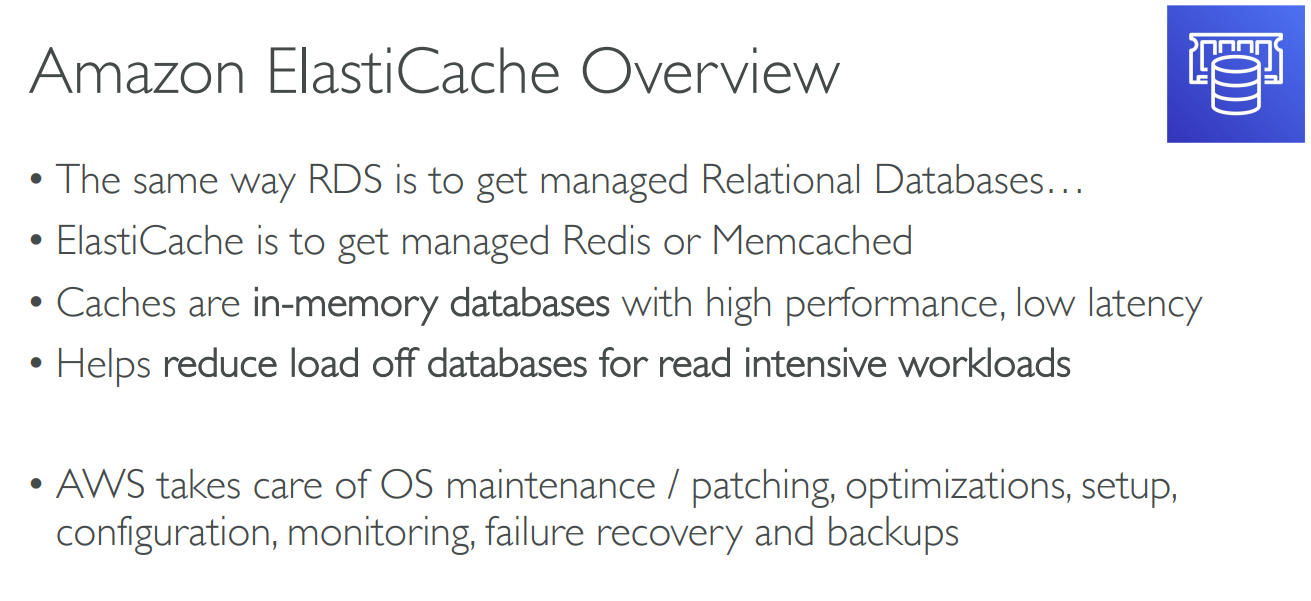 Amazon ElastiCache Overview
• The same way RDS is to get managed Relational Databases…
• ElastiCache is to get managed Redis or Memcached
• Caches are in-memory databases with high performance, low latency
• Helps reduce load off databases for read intensive workloads
• AWS takes care of OS maintenance / patching, optimizations, setup,
configuration, monitoring, failure recovery and backups